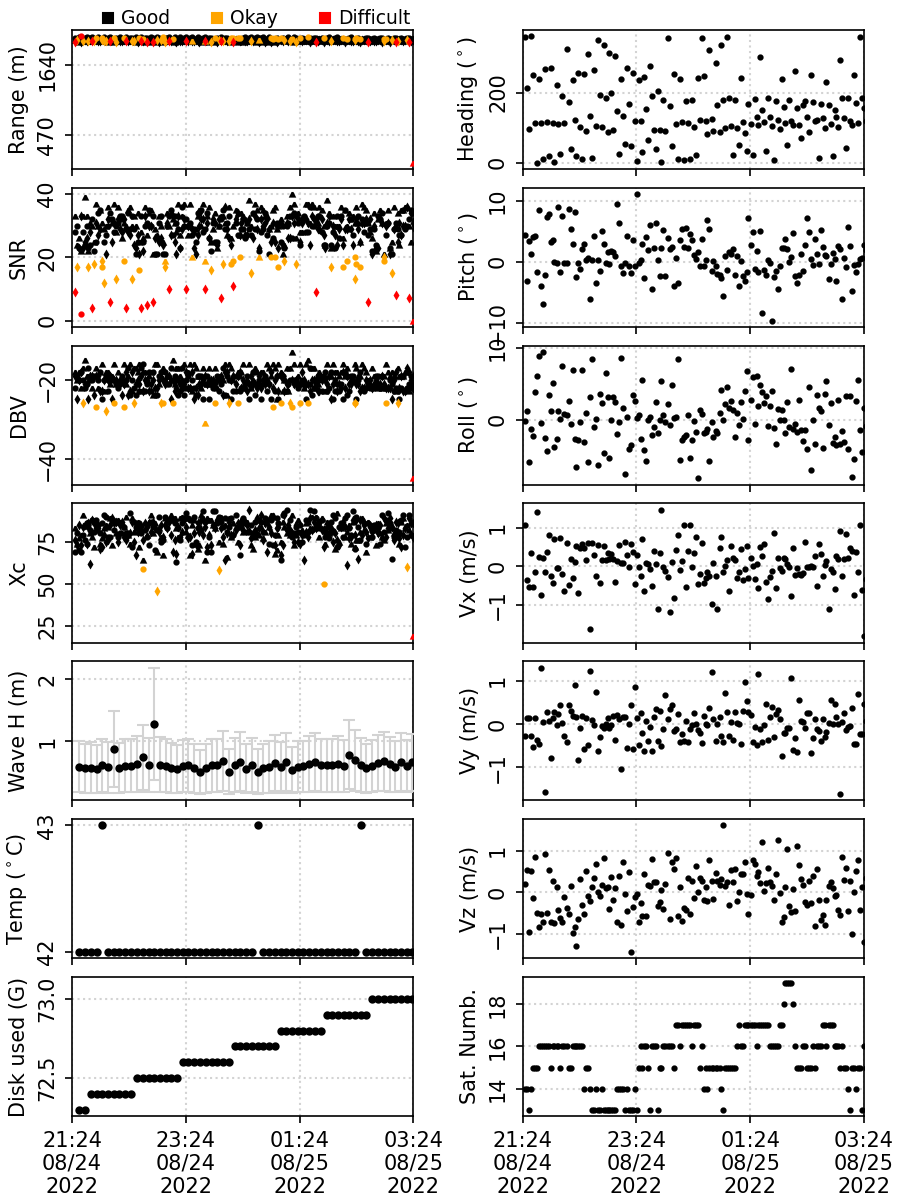 Good Okay Difficult
Range (m)
1640
470
Heading (°)
200
0
SNR
40
20
0
Pitch (°)
10
0
−10
DBV
−20
−40
Roll (°)
10
0
Xc
75
50
25
Vx (m/s)
1
−1
Wave H (m)
2
1
Vy (m/s)
1
0
−1
Temp (°C)
43
42
Vz (m/s)
1
0
−1
Disk used (G)
73.0
72.5
Sat. Numb.
18
16
14
21:24 23:24 01:24 03:24
08/24 08/24 08/25 08/25
2022 2022 2022 2022
21:24 23:24 01:24 03:24
08/24 08/24 08/25 08/25
2022 2022 2022 2022